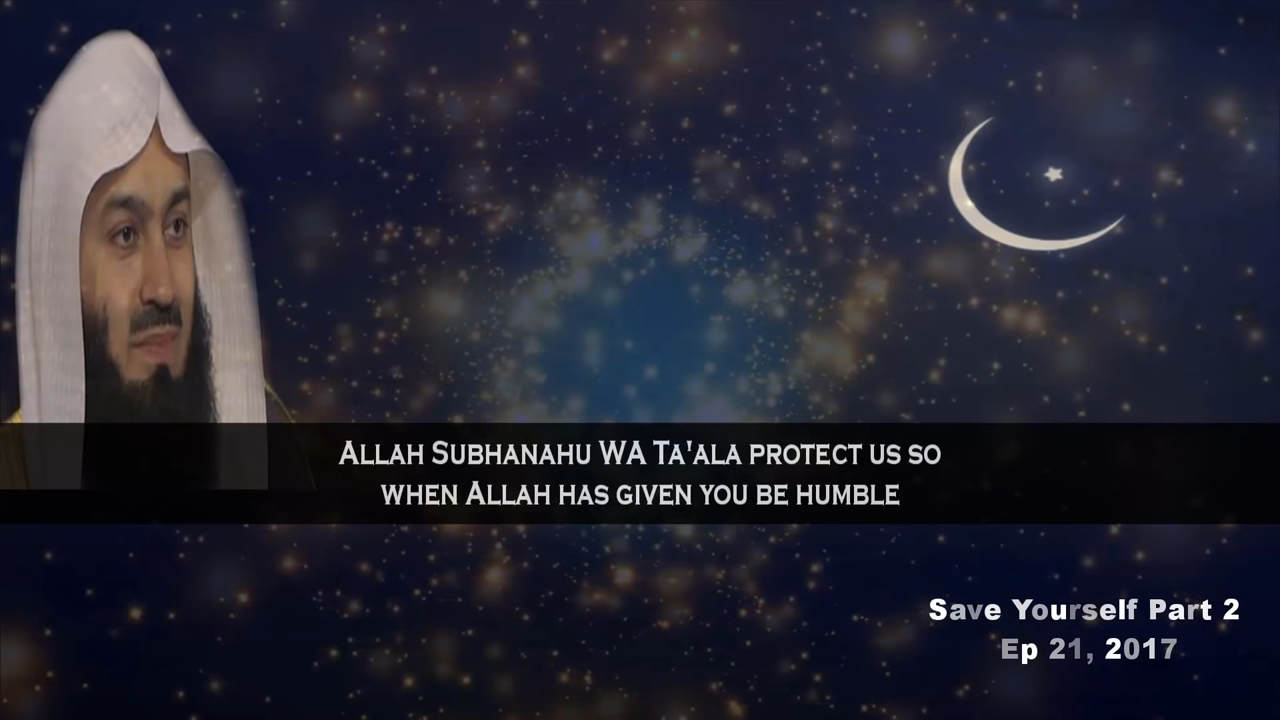 Allah Subhanahu WA Ta'ala protect us so
when Allah has given you be humble
Save Yourself Part 2
Ep 21, 2017